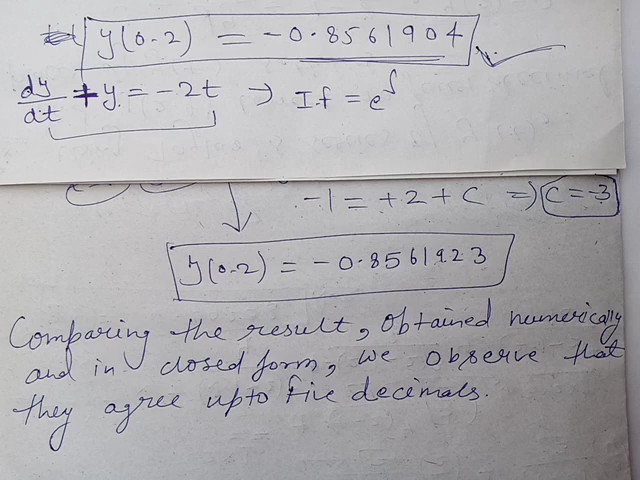 y(0.2) = -0.8561904
dy/dt + y = -2t → If = e^∫
-1 = +2 + C ⇒ C = -3
y(0.2) = -0.8561923
Comparing the result, obtained numerically
and in closed form, we observe that
they agree upto five decimals.